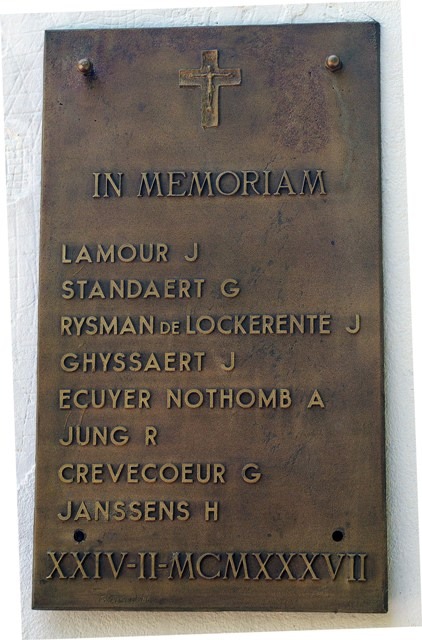 IN MEMORIAM
LAMOUR J
STANDAERT G
RYSMAN DE LOCKERENTE J
GHYSSAERT J
ECUYER NOTHOMB A
JUNG R
CREVECOEUR G
JANSSENS H
XXIV-II-MCMXXXVII